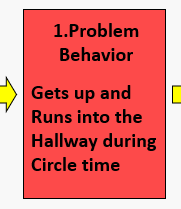 1.Problem
Behavior
Gets up and
Runs into the
Hallway during
Circle time